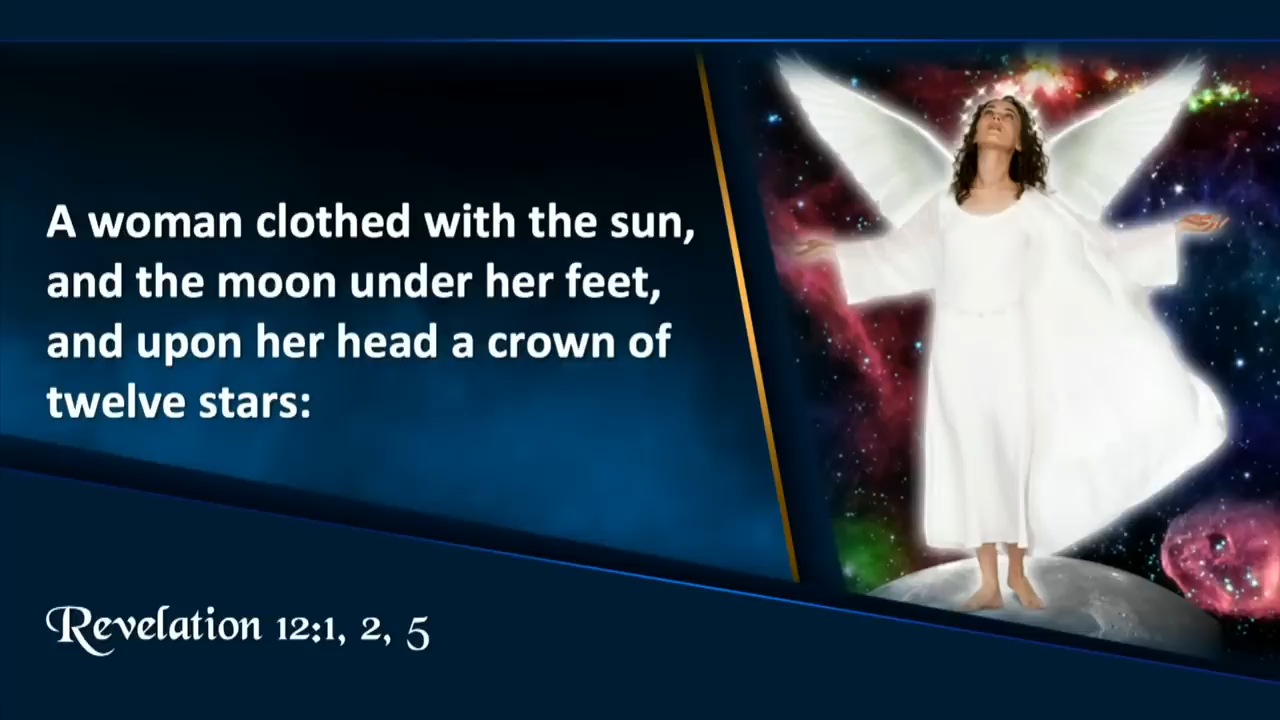 A woman clothed with the sun,
and the moon under her feet,
and upon her head a crown of
twelve stars:
Revelation 12:1, 2, 5